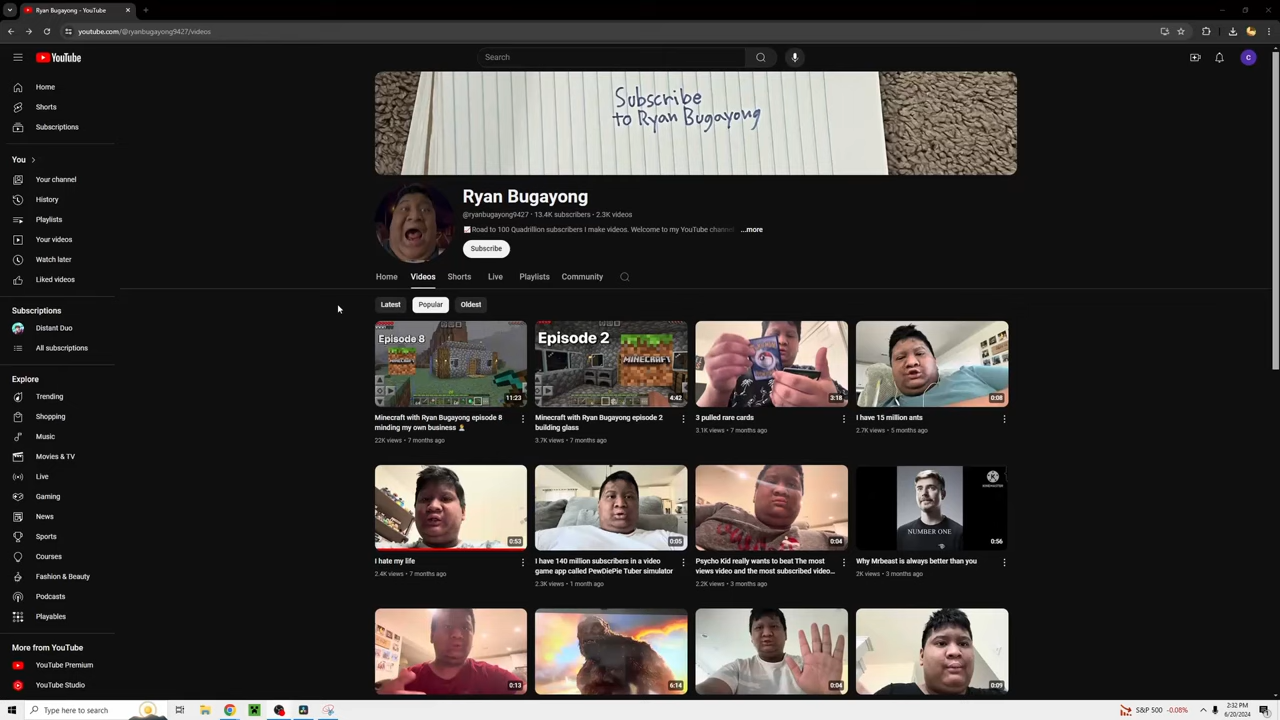 Ryan Bugayong - YouTube
youtube.com/@ryanbugayong9427/videos
YouTube
Search
C
Home
Shorts
Subscriptions
You
Your channel
History
Playlists
Your videos
Watch later
Liked videos
Subscriptions
Distant Duo
All subscriptions
Explore
Trending
Shopping
Music
Movies & TV
Live
Gaming
News
Sports
Courses
Fashion & Beauty
Podcasts
Playables
More from YouTube
YouTube Premium
YouTube Studio
Subscribe
to Ryan Bugayong
Ryan Bugayong
@ryanbugayong9427 · 13.4K subscribers · 2.3K videos
📈Road to 100 Quadrillion subscribers I make videos. Welcome to my YouTube channel ...more
Subscribe
Home Videos Shorts Live Playlists Community
Latest Popular Oldest
Episode 8
11:23
Minecraft with Ryan Bugayong episode 8
minding my own business
22K views · 7 months ago
Episode 2
MINECRAFT
4:42
Minecraft with Ryan Bugayong episode 2
building glass
3.7K views · 7 months ago
3:18
3 pulled rare cards
3.1K views · 7 months ago
0:08
I have 15 million ants
2.7K views · 5 months ago
0:53
I hate my life
2.4K views · 7 months ago
0:05
I have 140 million subscribers in a video
game app called PewDiePie Tuber simulator
2.3K views · 1 month ago
0:04
Psycho Kid really wants to beat The most
views video and the most subscribed video...
2.2K views · 3 months ago
KINEMASTER
NUMBER ONE
0:56
Why Mrbeast is always better than you
2K views · 3 months ago
0:13
6:14
0:04
0:09
Type here to search
S&P 500 -0.08%
2:32 PM
6/20/2024